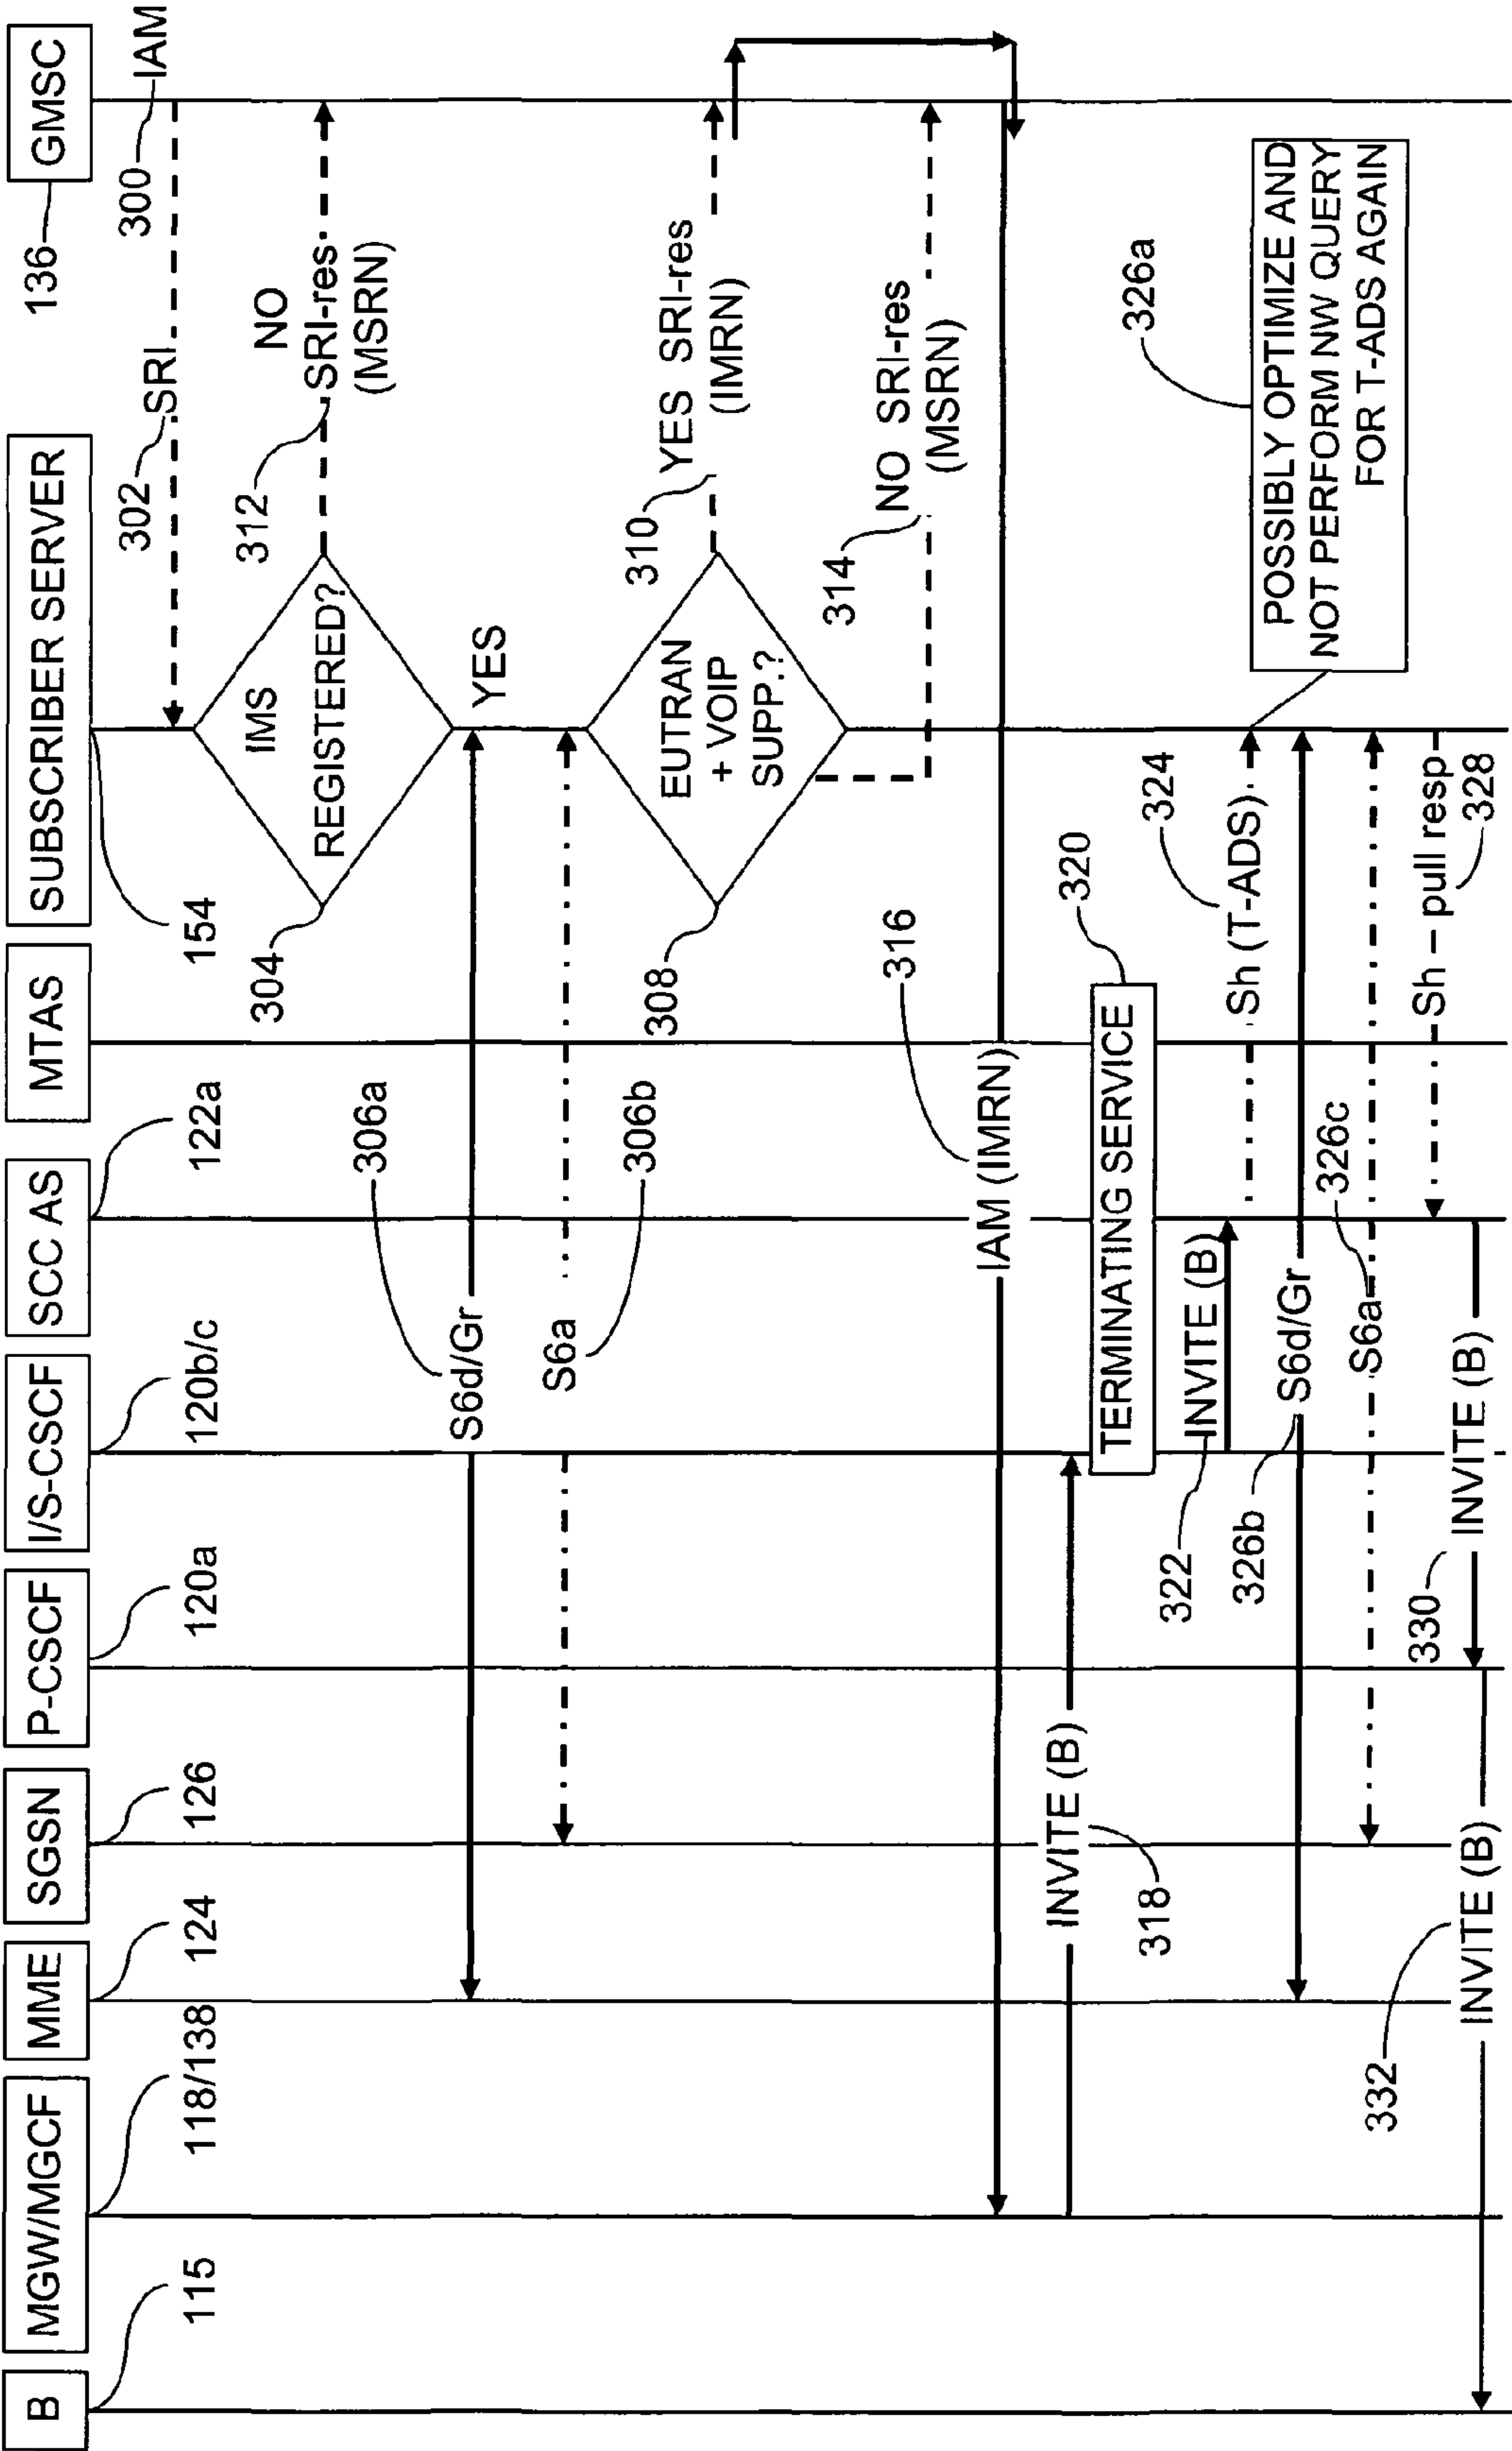 B
MGW/MGCF
MME
SGSN
P-CSCF
I/S-CSCF
SCC AS
MTAS
SUBSCRIBER SERVER
GMSC
115
118/138
124
126
120a
120b/c
122a
154
136
300
IAM
302
SRI
IMS
REGISTERED?
304
312
NO
SRI-res
(MSRN)
YES
306a
S6d/Gr
306b
S6a
EUTRAN
+ VOIP
SUPP.?
308
310
YES SRI-res
(IMRN)
314
NO SRI-res
(MSRN)
316
IAM (IMRN)
INVITE (B)
318
TERMINATING SERVICE
320
322
INVITE (B)
324
Sh (T-ADS)
326a
POSSIBLY OPTIMIZE AND
NOT PERFORM NW QUERY
FOR T-ADS AGAIN
326b
S6d/Gr
326c
S6a
Sh – pull resp
328
330
INVITE (B)
332
INVITE (B)